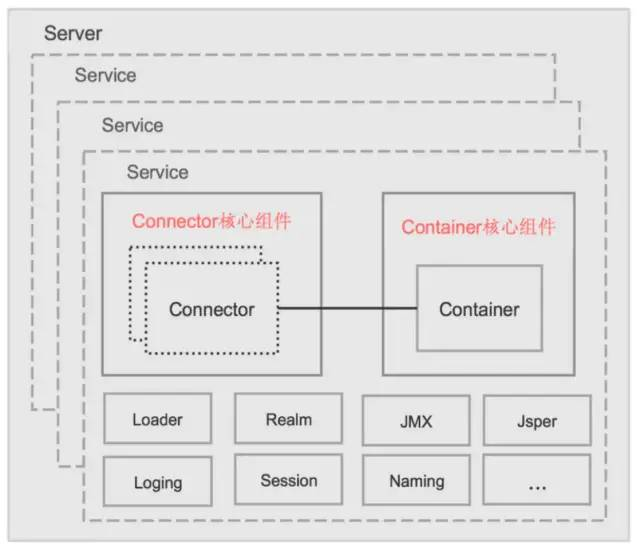 Server
Service
Service
Service
Connector核心组件
Container核心组件
Connector
Container
Loader
Realm
JMX
Jsper
Loging
Session
Naming
...